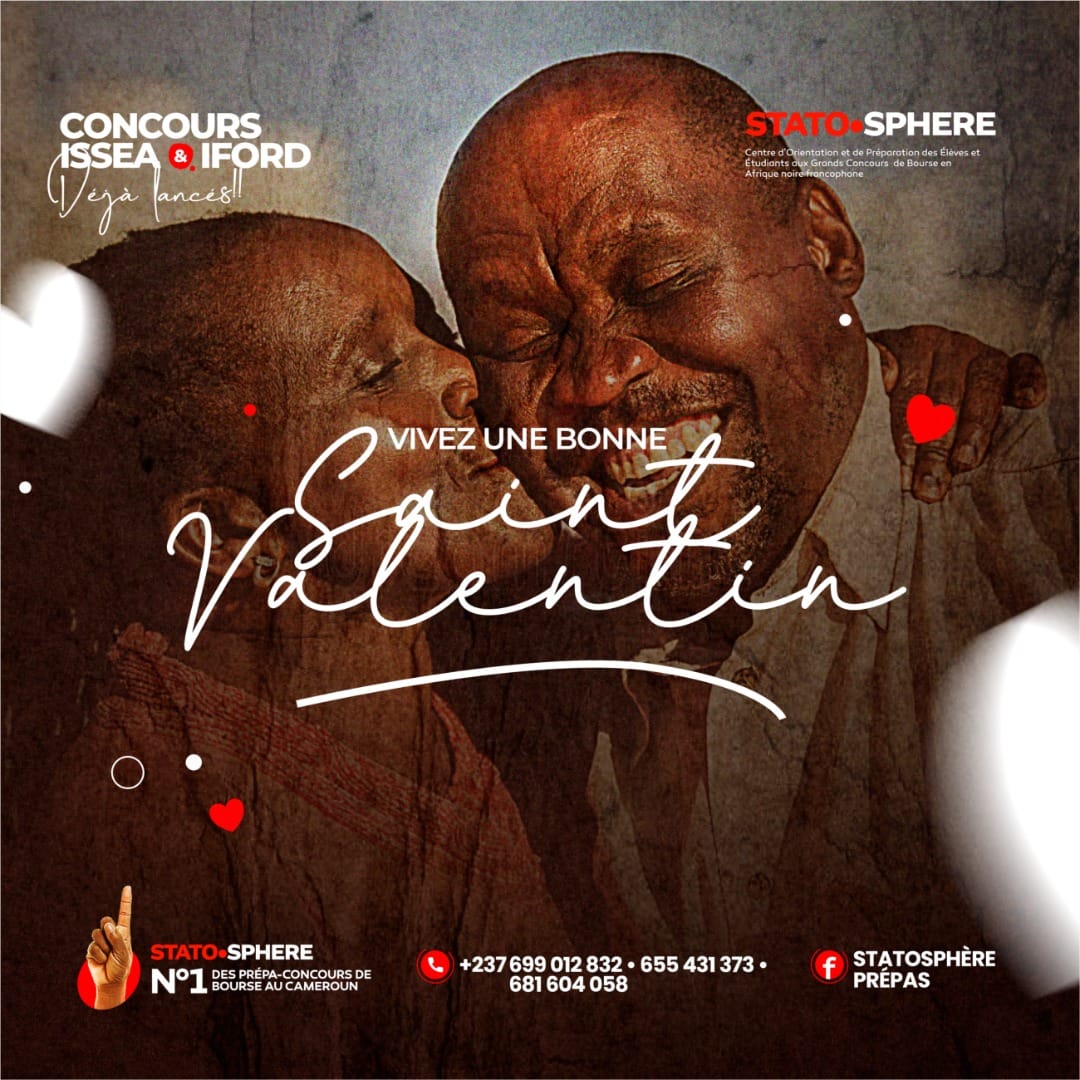 CONCOURS
ISSEA & IFORD
Déjà lancés!!
STATO•SPHERE
Centre d'Orientation et de Préparation des Élèves et
Étudiants aux Grands Concours de Bourse en
Afrique noire francophone
VIVEZ UNE BONNE
Saint
Valentin
STATO•SPHERE
N°1 DES PRÉPA-CONCOURS DE
BOURSE AU CAMEROUN
+237 699 012 832 • 655 431 373 •
681 604 058
STATOSPHÈRE
PRÉPAS